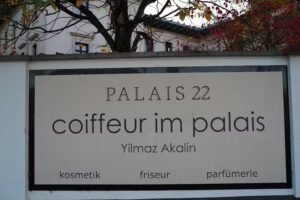 PALAIS 22
coiffeur im palais
Yilmaz Akalin
kosmetik friseur parfümerie